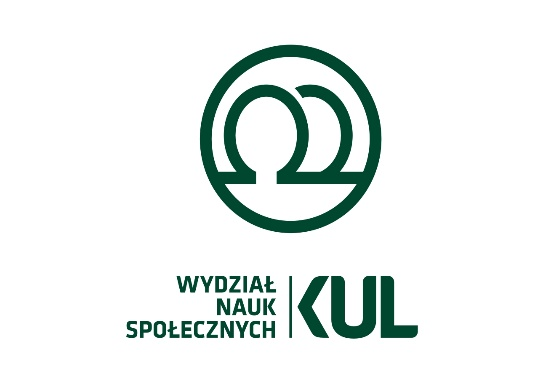 WYDZIAŁ
NAUK
SPOŁECZNYCH
KUL